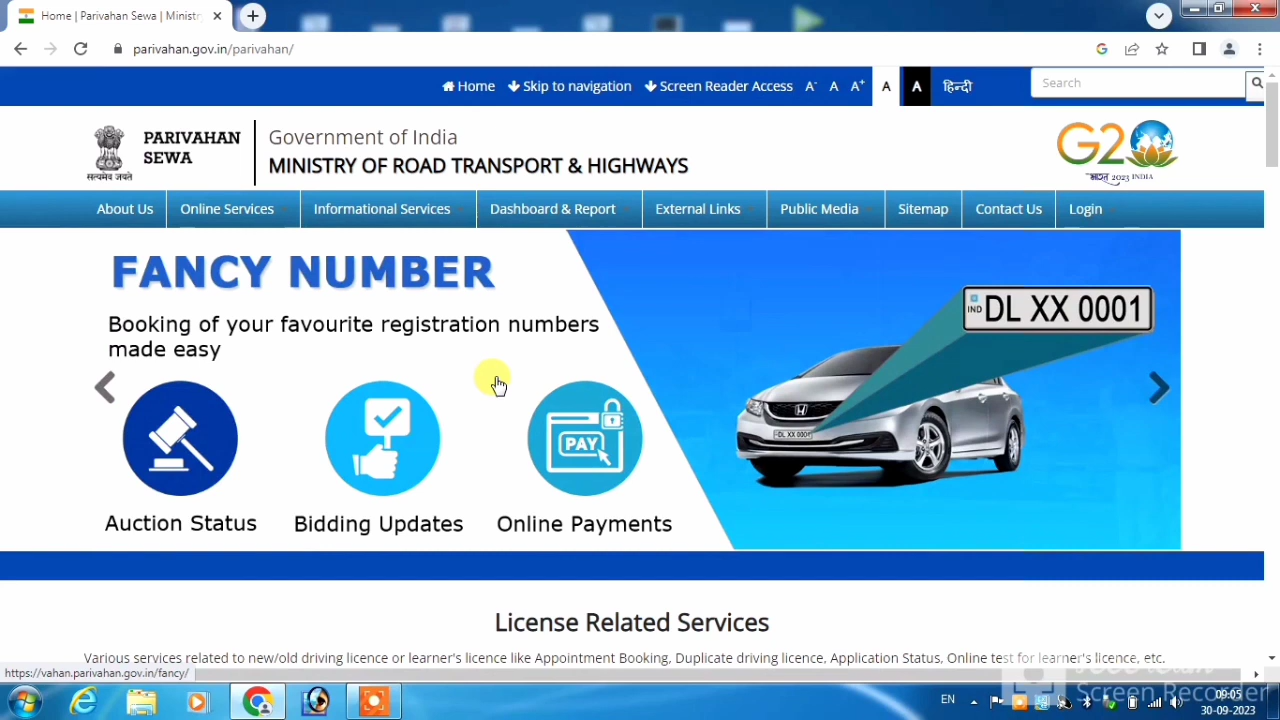 Home | Parivahan Sewa | Ministr
parivahan.gov.in/parivahan/
Home Skip to navigation Screen Reader Access A- A A+ A A हिन्दी Search
PARIVAHAN
SEWA
सत्यमेव जयते
Government of India
MINISTRY OF ROAD TRANSPORT & HIGHWAYS
G20
भारत 2023 INDIA
About Us Online Services Informational Services Dashboard & Report External Links Public Media Sitemap Contact Us Login
FANCY NUMBER
Booking of your favourite registration numbers
made easy
IND DL XX 0001
DL XX 0001
PAY
Auction Status Bidding Updates Online Payments
License Related Services
Various services related to new/old driving licence or learner's licence like Appointment Booking, Duplicate driving licence, Application Status, Online test for learner's licence, etc.
https://vahan.parivahan.gov.in/fancy/
Screen Recorder
EN 09:05
30-09-2023